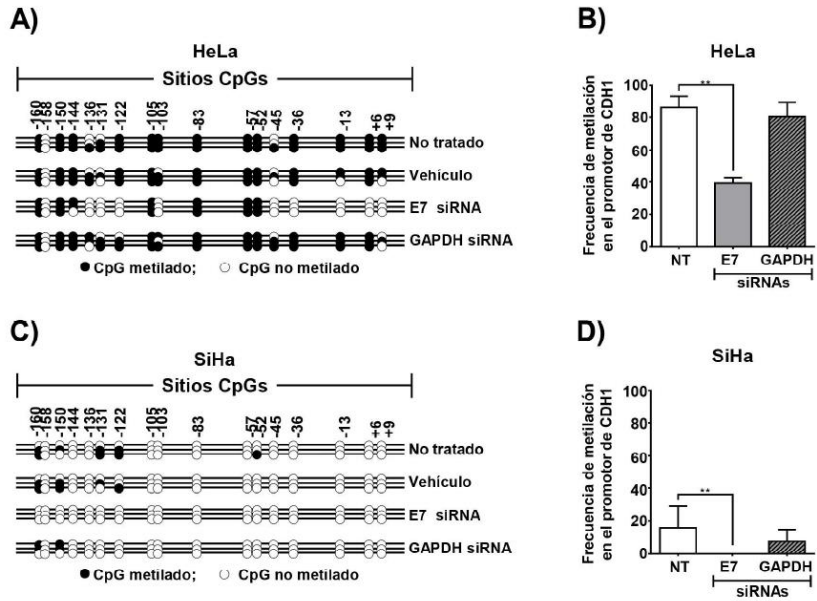 A)
HeLa
Sitios CpGs
-160 -158 -150 -144 -136 -131 -122 -105 -103 -83 -57 -52 -45 -36 -13 +6 +9
No tratado
Vehículo
E7 siRNA
GAPDH siRNA
CpG metilado; CpG no metilado
B)
HeLa
Frecuencia de metilación
en el promotor de CDH1
100
80
60
40
20
0
**
NT E7 GAPDH
siRNAs
C)
SiHa
Sitios CpGs
-160 -158 -150 -144 -136 -131 -122 -105 -103 -83 -57 -52 -45 -36 -13 +6 +9
No tratado
Vehículo
E7 siRNA
GAPDH siRNA
CpG metilado; CpG no metilado
D)
SiHa
Frecuencia de metilación
en el promotor de CDH1
100
80
60
40
20
0
**
NT E7 GAPDH
siRNAs